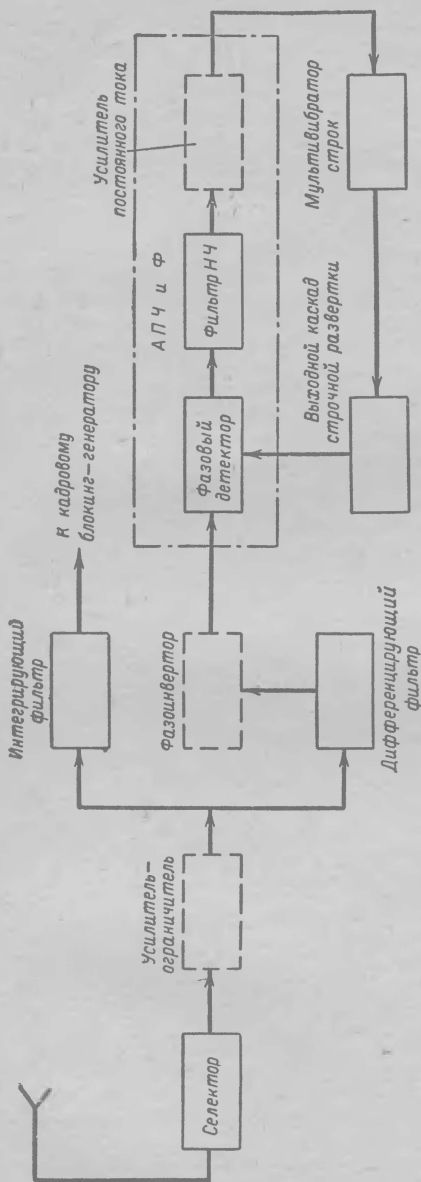 Селектор
Усилитель-
ограничитель
Интегрирующий
фильтр
К кадровому
блокинг-генератору
Фазоинвертор
Дифференцирующий
фильтр
АПЧ и Ф
Фазовый
детектор
Фильтр НЧ
Усилитель
постоянного тока
Выходной каскад
строчной развертки
Мультивибратор
строк